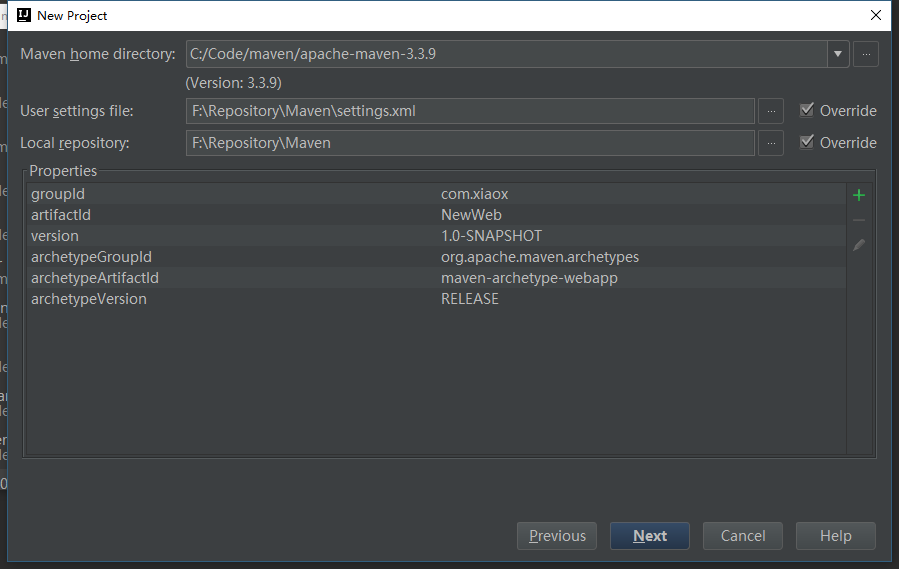 New Project
Maven home directory: C:/Code/maven/apache-maven-3.3.9
(Version: 3.3.9)
User settings file: F:\Repository\Maven\settings.xml ... Override
Local repository: F:\Repository\Maven ... Override
Properties
groupId com.xiaox
artifactId NewWeb
version 1.0-SNAPSHOT
archetypeGroupId org.apache.maven.archetypes
archetypeArtifactId maven-archetype-webapp
archetypeVersion RELEASE
Previous Next Cancel Help